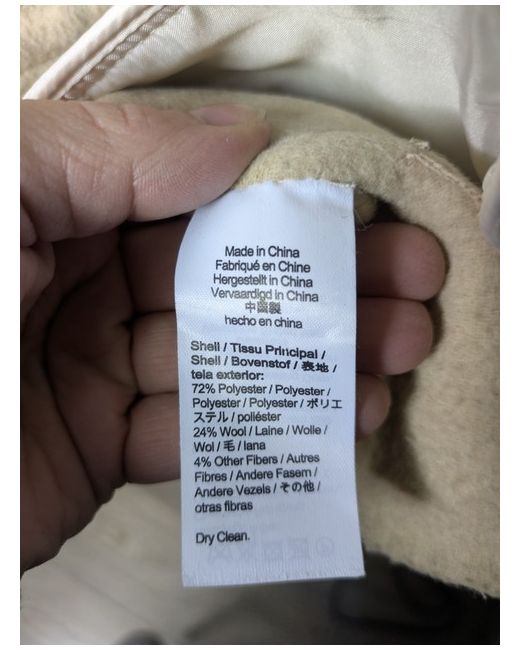 Made in China
Fabriqué en Chine
Hergestellt in China
Vervaardigd in China
中國製
hecho en china
Shell / Tissu Principal /
Shell / Bovenstof / 表地 /
tela exterior:
72% Polyester / Polyester /
Polyester / Polyester / ポリエ
ステル / poliéster
24% Wool / Laine / Wolle /
Wol / 毛 / lana
4% Other Fibers / Autres
Fibres / Andere Fasern /
Andere Vezels / その他 /
otras fibras
Dry Clean.